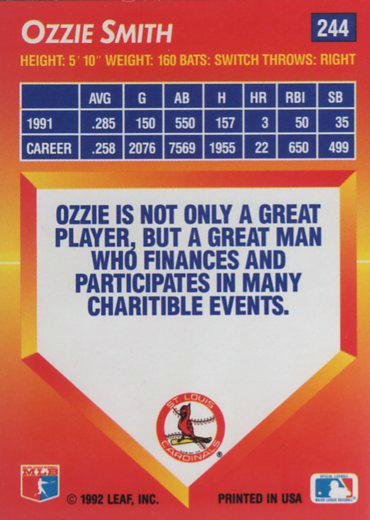 OZZIE SMITH
244
HEIGHT: 5' 10" WEIGHT: 160 BATS: SWITCH THROWS: RIGHT
AVG G AB H HR RBI SB
1991 .285 150 550 157 3 50 35
CAREER .258 2076 7569 1955 22 650 499
OZZIE IS NOT ONLY A GREAT
PLAYER, BUT A GREAT MAN
WHO FINANCES AND
PARTICIPATES IN MANY
CHARITIBLE EVENTS.
ST. LOUIS
CARDINALS
®
MLB
© 1992 LEAF, INC.
PRINTED IN USA